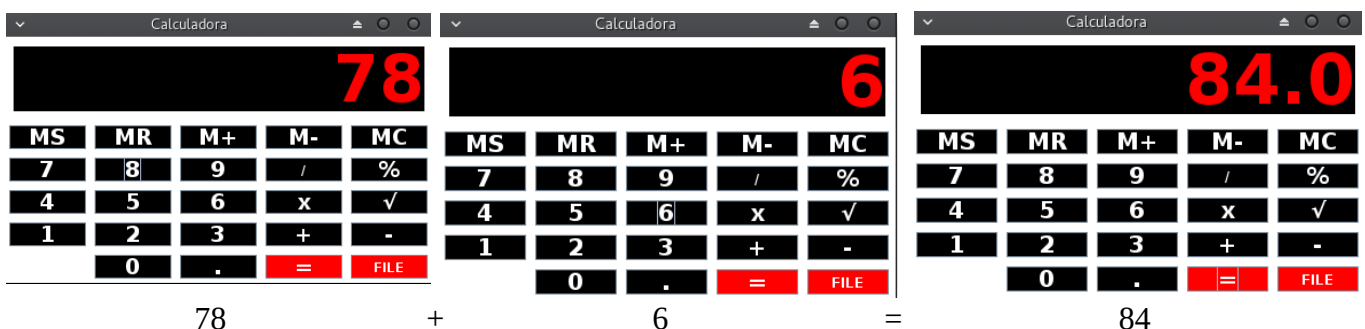 Calculadora
78
MS MR M+ M- MC
7 8 9 / %
4 5 6 x √
1 2 3 + -
0 . = FILE
Calculadora
6
MS MR M+ M- MC
7 8 9 / %
4 5 6 x √
1 2 3 + -
0 . = FILE
Calculadora
84.0
MS MR M+ M- MC
7 8 9 / %
4 5 6 x √
1 2 3 + -
0 . = FILE
78 + 6 = 84